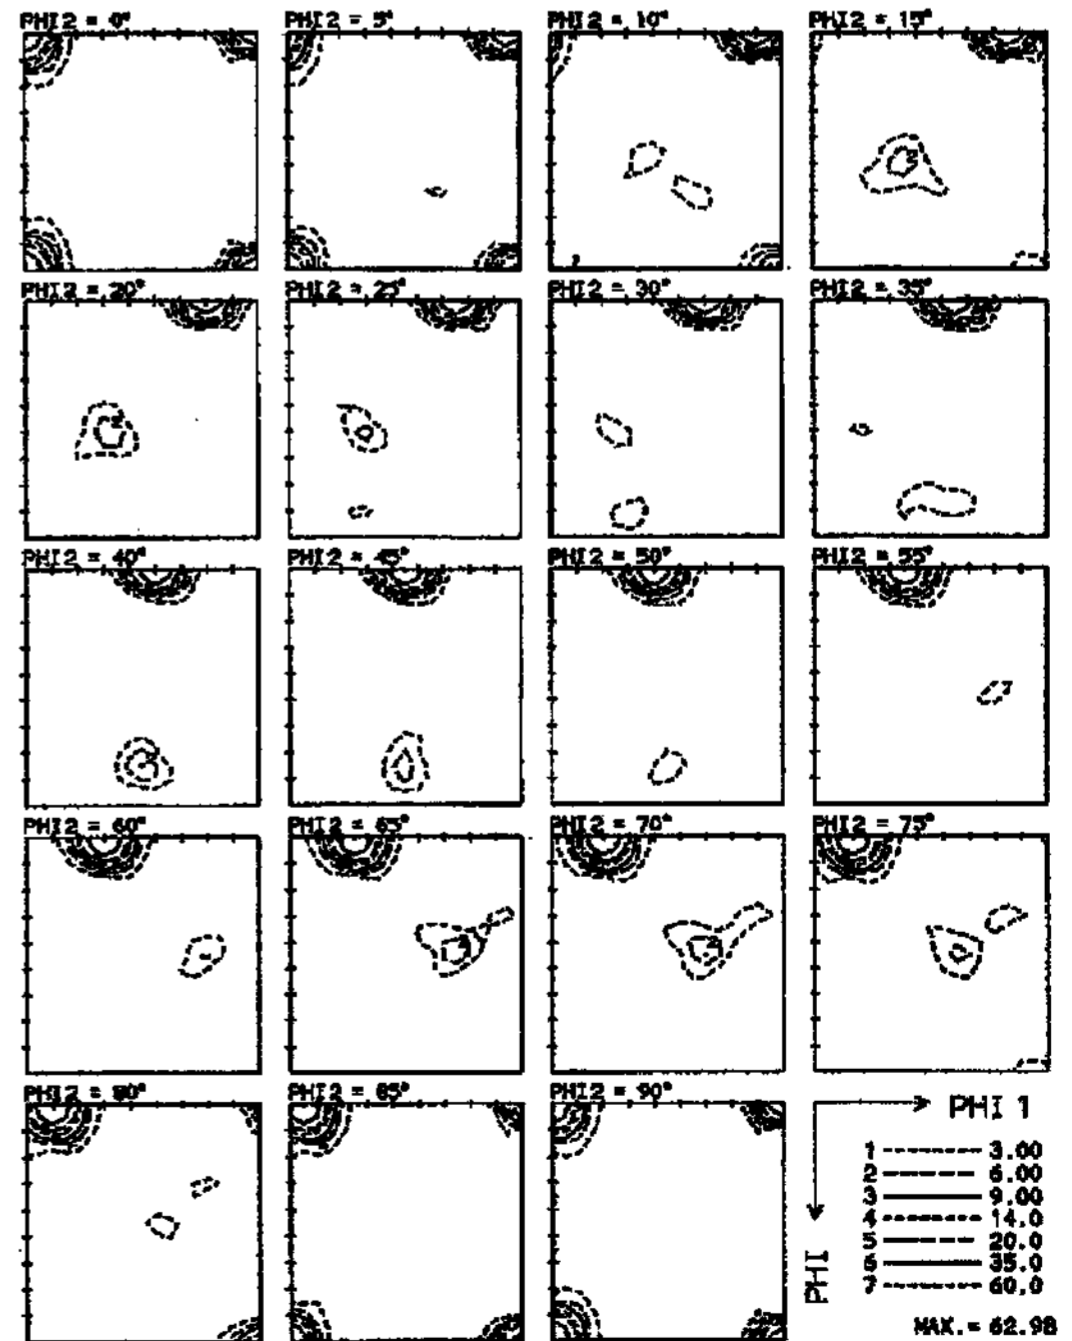 PHI2 = 0°
PHI2 = 5°
PHI2 = 10°
PHI2 = 15°
PHI2 = 20°
PHI2 = 25°
PHI2 = 30°
PHI2 = 35°
PHI2 = 40°
PHI2 = 45°
PHI2 = 50°
PHI2 = 55°
PHI2 = 60°
PHI2 = 65°
PHI2 = 70°
PHI2 = 75°
PHI2 = 80°
PHI2 = 85°
PHI2 = 90°
PHI 1
PHI
1 3.00
2 6.00
3 9.00
4 14.0
5 20.0
6 35.0
7 60.0
MAX.= 62.98